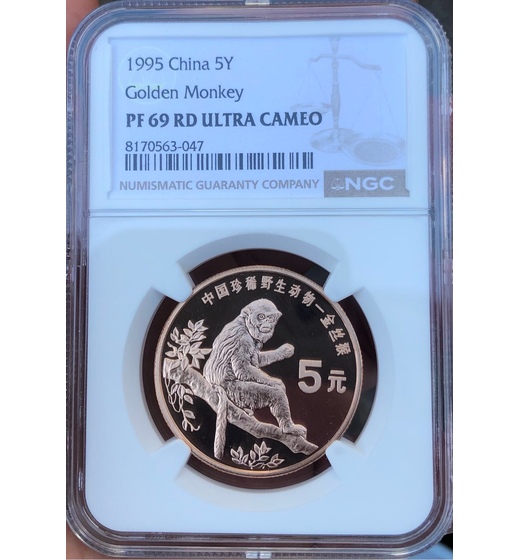 1995 China 5Y
Golden Monkey
PF 69 RD ULTRA CAMEO
8170563-047
NUMISMATIC GUARANTY COMPANY
NGC
中国珍稀野生动物—金丝猴
5元